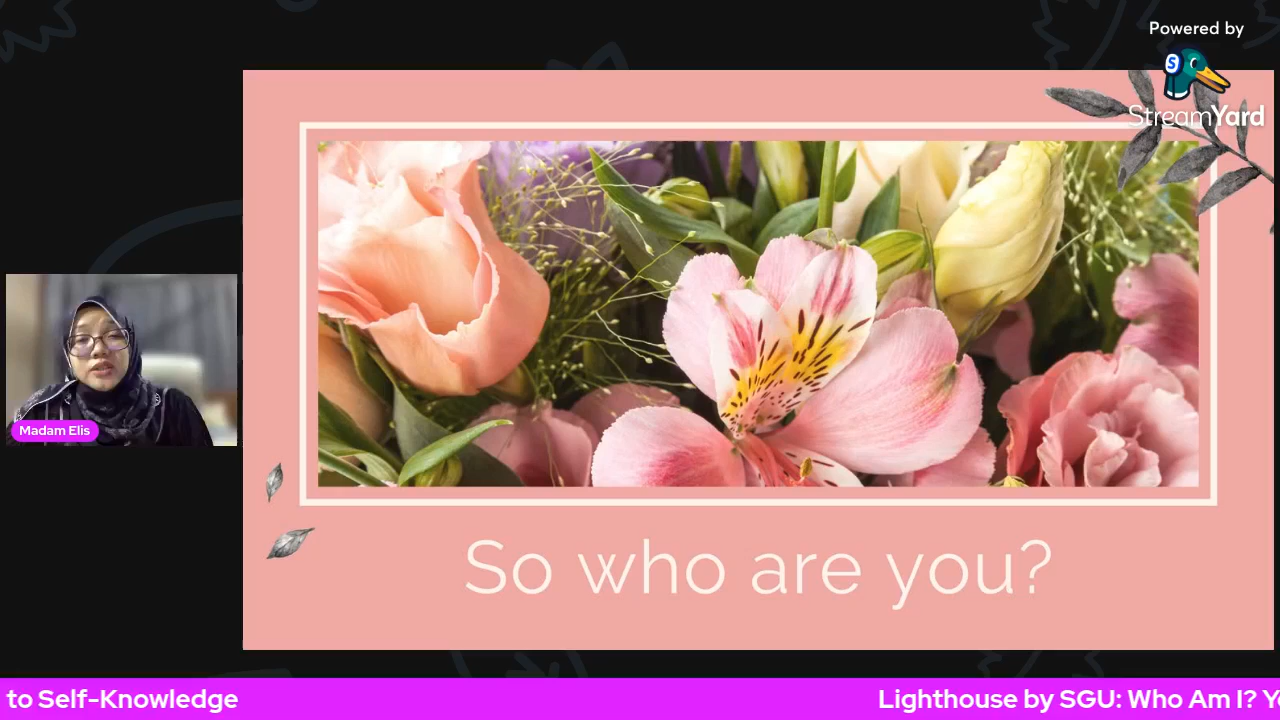 Powered by
StreamYard
Madam Elis
So who are you?
to Self-Knowledge
Lighthouse by SGU: Who Am I? Y